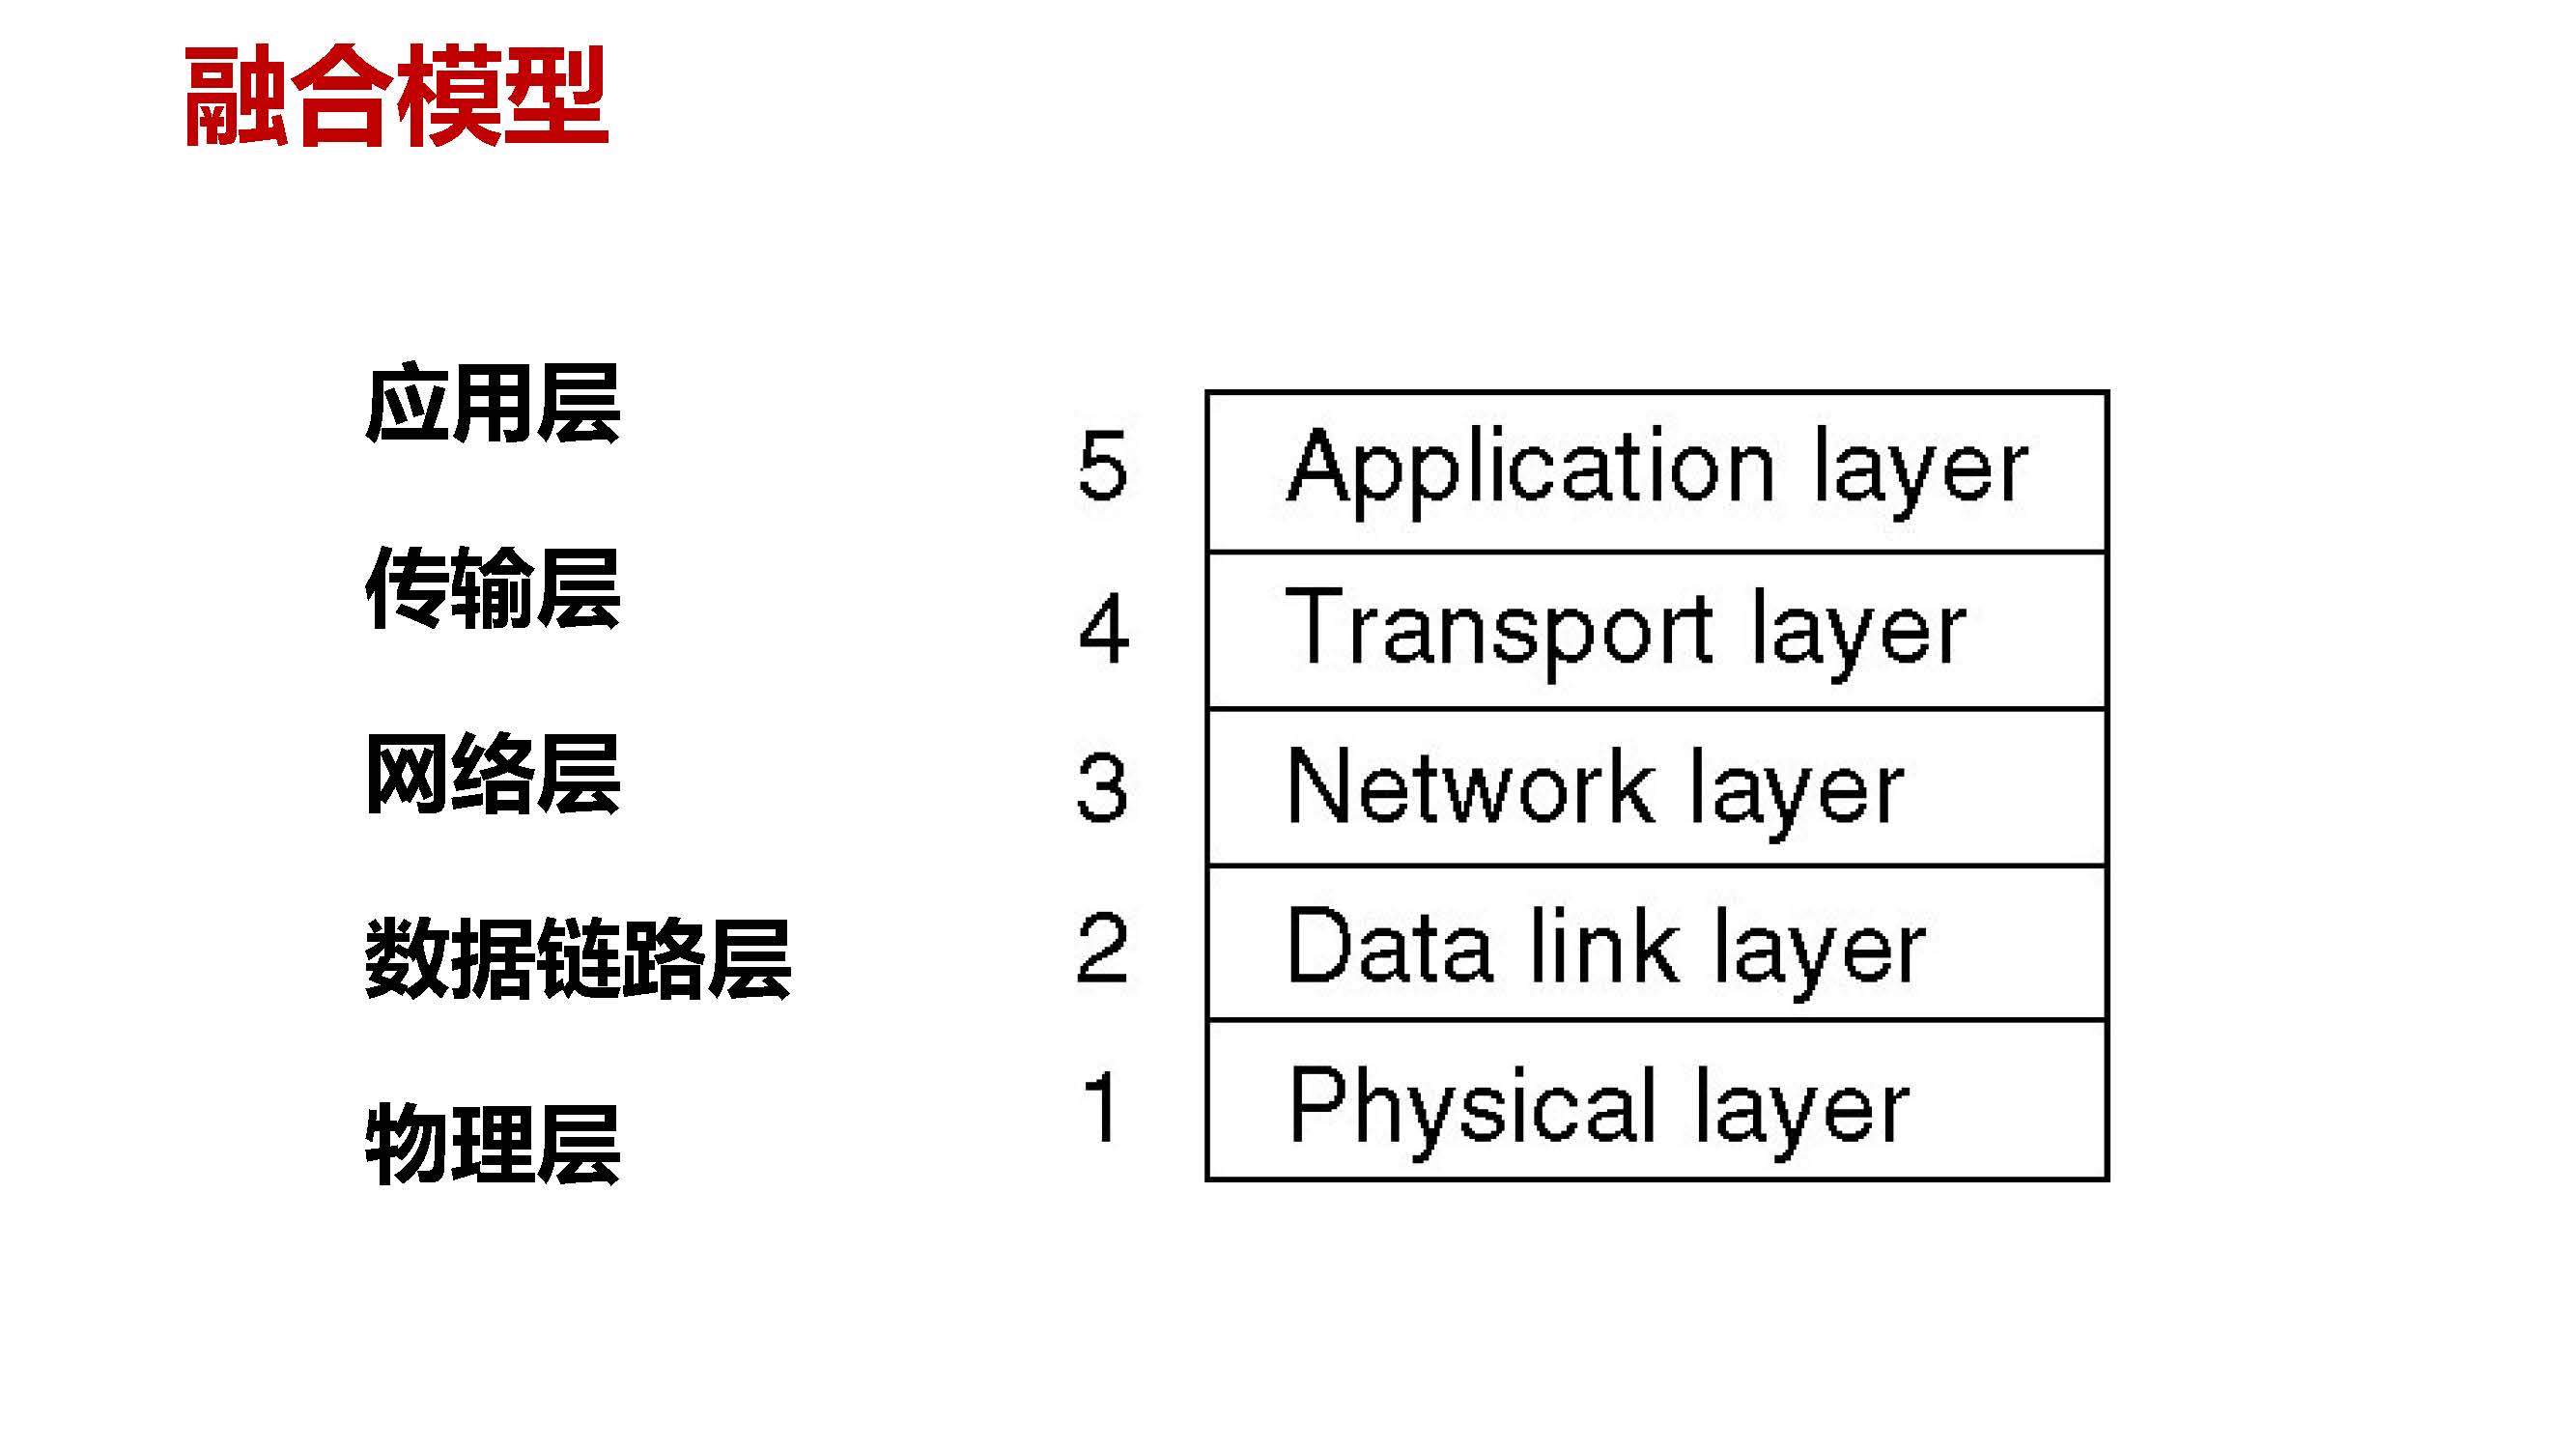 融合模型
应用层
传输层
网络层
数据链路层
物理层
5 Application layer
4 Transport layer
3 Network layer
2 Data link layer
1 Physical layer